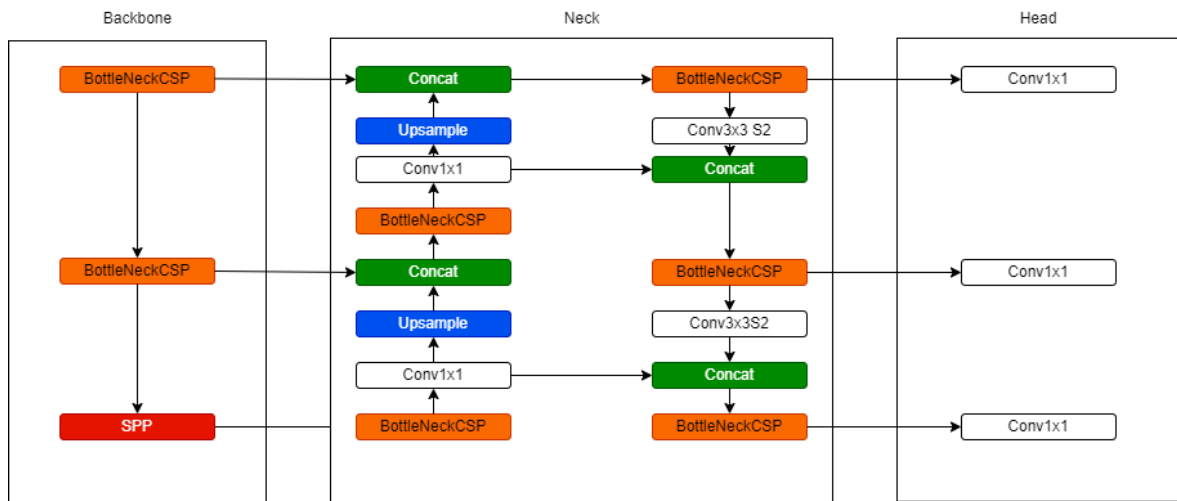 Backbone
Neck
Head
BottleNeckCSP
Concat
BottleNeckCSP
Conv1x1
Upsample
Conv3x3 S2
Conv1x1
Concat
BottleNeckCSP
BottleNeckCSP
Concat
BottleNeckCSP
Conv1x1
Upsample
Conv3x3S2
Conv1x1
Concat
SPP
BottleNeckCSP
BottleNeckCSP
Conv1x1